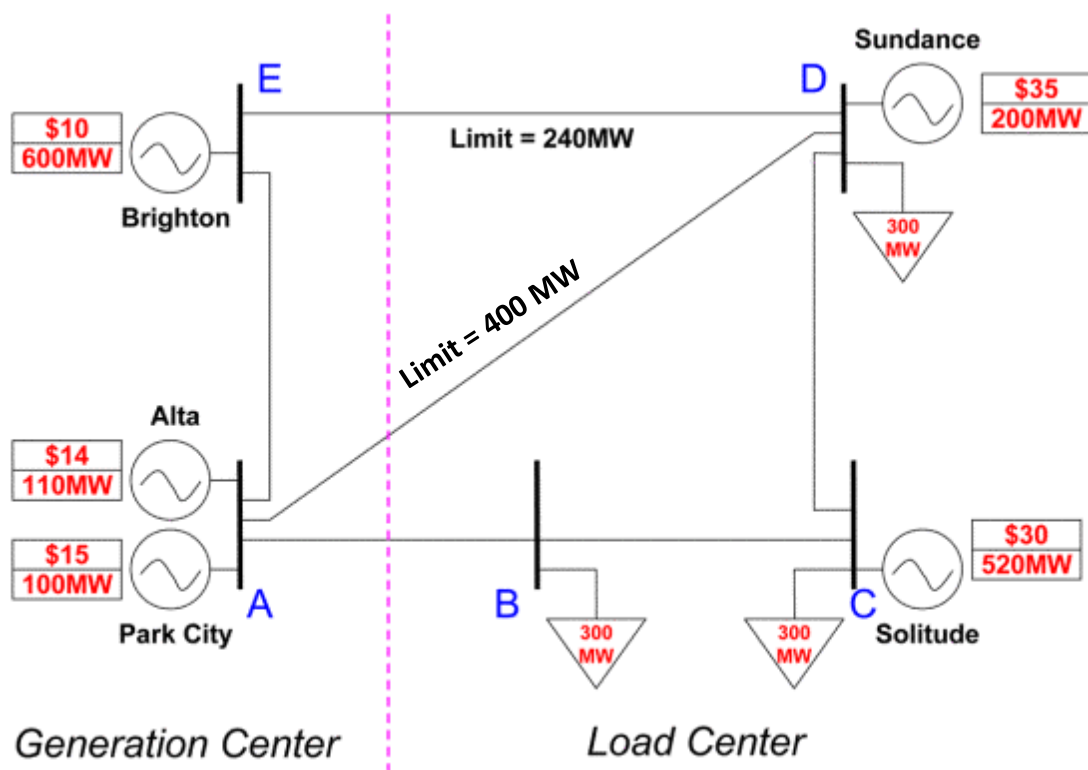 Sundance
E
D
$35
200MW
$10
600MW
Limit = 240MW
Brighton
300
MW
Limit = 400 MW
Alta
$14
110MW
$15
100MW
$30
520MW
A
B
C
Park City
300
MW
300
MW
Solitude
Generation Center
Load Center